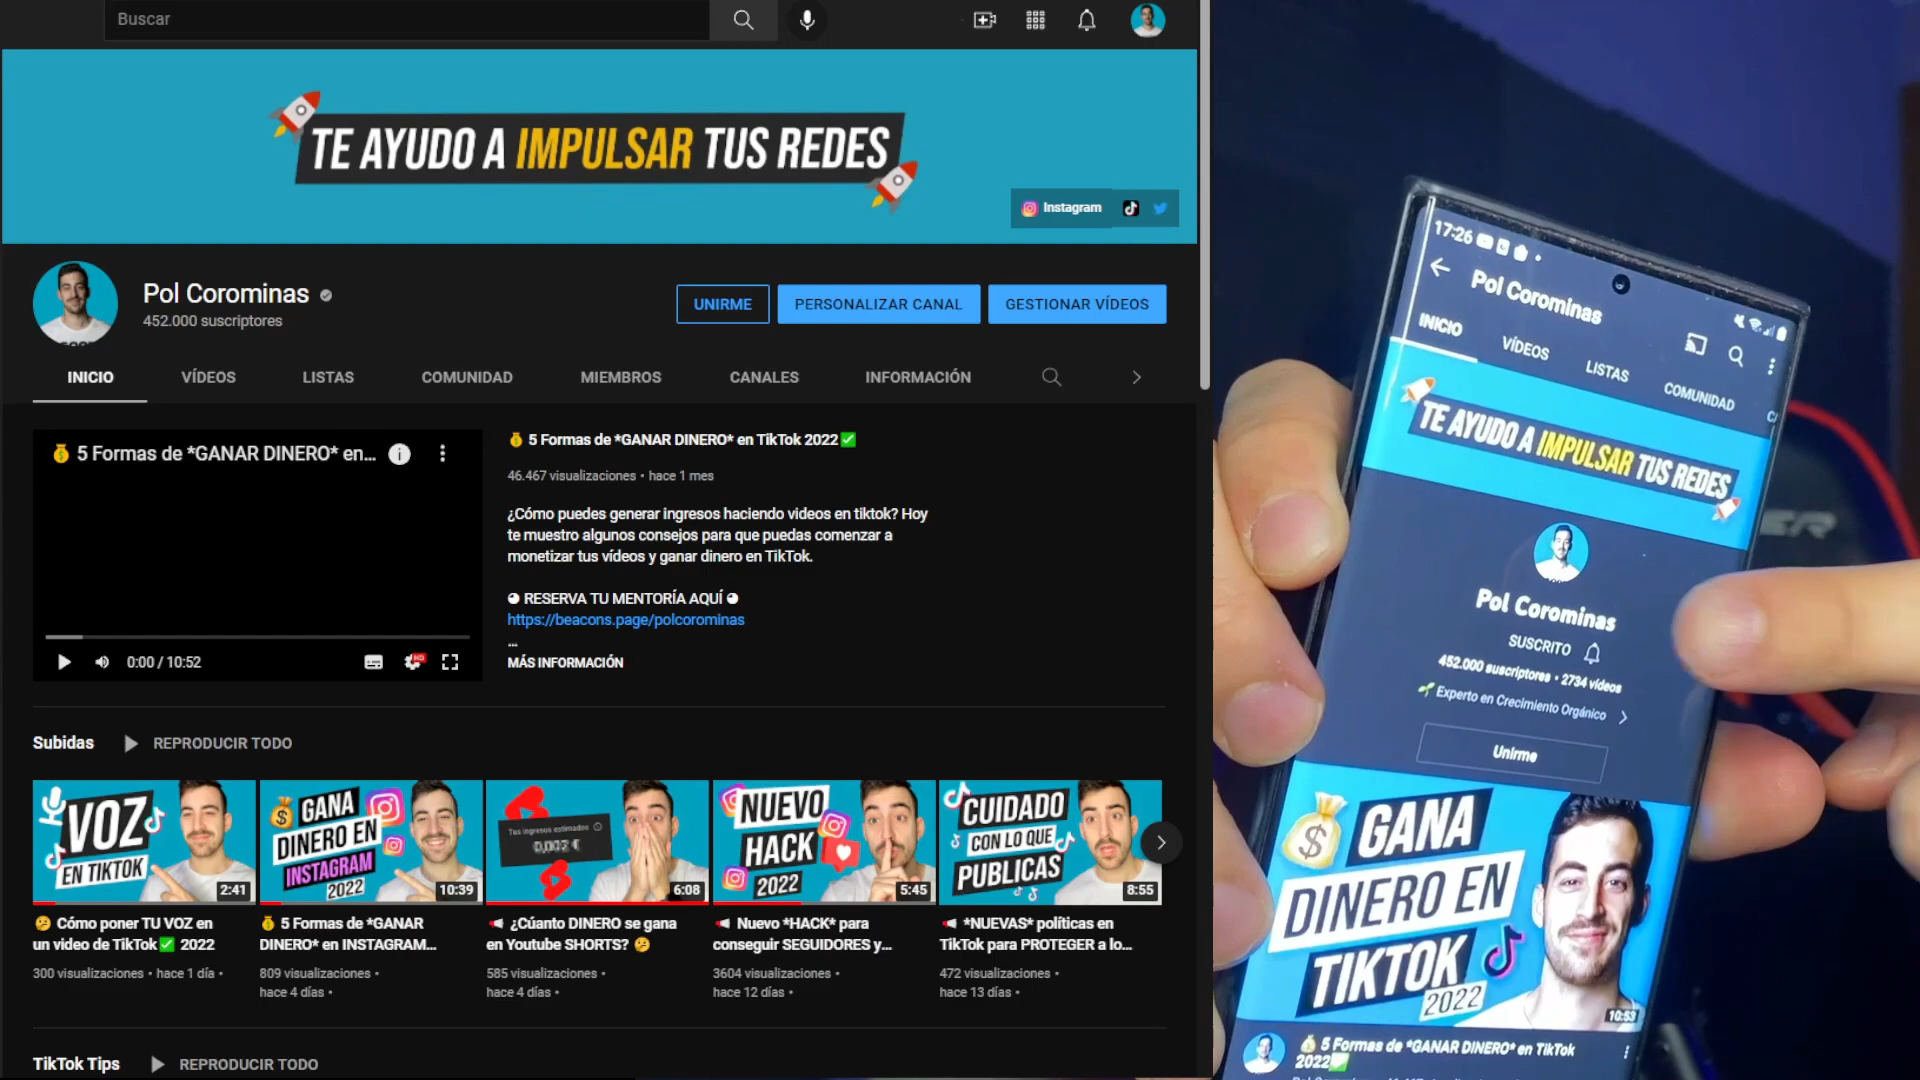 Buscar
TE AYUDO A IMPULSAR TUS REDES
Instagram
Pol Corominas
452.000 suscriptores
UNIRME
PERSONALIZAR CANAL
GESTIONAR VÍDEOS
INICIO
VÍDEOS
LISTAS
COMUNIDAD
MIEMBROS
CANALES
INFORMACIÓN
💰 5 Formas de *GANAR DINERO* en...
0:00 / 10:52
💰 5 Formas de *GANAR DINERO* en TikTok 2022✅
46.467 visualizaciones • hace 1 mes
¿Cómo puedes generar ingresos haciendo videos en tiktok? Hoy
te muestro algunos consejos para que puedas comenzar a
monetizar tus vídeos y ganar dinero en TikTok.
◕ RESERVA TU MENTORÍA AQUÍ ◕
https://beacons.page/polcorominas
...
MÁS INFORMACIÓN
Subidas
REPRODUCIR TODO
VOZ
EN TIKTOK
2:41
🤔 Cómo poner TU VOZ en
un video de TikTok✅ 2022
300 visualizaciones • hace 1 día •
GANA
DINERO EN
INSTAGRAM
2022
10:39
💰 5 Formas de *GANAR
DINERO* en INSTAGRAM...
809 visualizaciones •
hace 4 días •
Tus ingresos estimados
0,002 €
6:08
📢 ¿Cúanto DINERO se gana
en Youtube SHORTS? 🤔
585 visualizaciones •
hace 4 días •
NUEVO
HACK
2022
5:45
📢 Nuevo *HACK* para
conseguir SEGUIDORES y...
3604 visualizaciones •
hace 12 días •
CUIDADO
CON LO QUE
PUBLICAS
8:55
📢 *NUEVAS* políticas en
TikTok para PROTEGER a lo...
472 visualizaciones •
hace 13 días •
TikTok Tips
REPRODUCIR TODO
17:26
Pol Corominas
INICIO
VÍDEOS
LISTAS
COMUNIDAD
TE AYUDO A IMPULSAR TUS REDES
Pol Corominas
SUSCRITO
452.000 suscriptores • 2734 vídeos
🌱 Experto en Crecimiento Orgánico
Unirme
GANA
DINERO EN
TIKTOK
2022
10:53
💰 5 Formas de *GANAR DINERO* en TikTok
2022✅